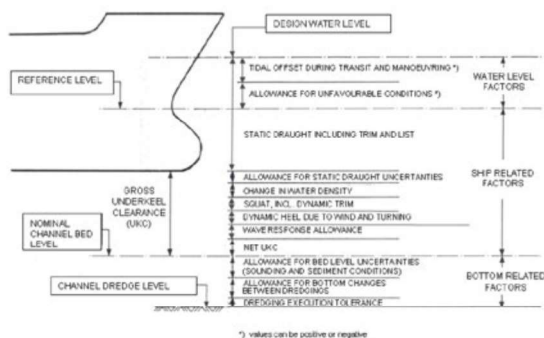 DESIGN WATER LEVEL
TIDAL OFFSET DURING TRANSIT AND MANOEUVRING *)
REFERENCE LEVEL
WATER LEVEL
FACTORS
ALLOWANCE FOR UNFAVOURABLE CONDITIONS *)
STATIC DRAUGHT INCLUDING TRIM AND LIST
GROSS
UNDERKEEL
CLEARANCE
(UKC)
ALLOWANCE FOR STATIC DRAUGHT UNCERTANTIES
CHANGE IN WATER DENSITY
SQUAT, INCL. DYNAMIC TRIM
DYNAMIC HEEL DUE TO WIND AND TURNING
WAVE RESPONSE ALLOWANCE
NET UKC
SHIP RELATED
FACTORS
NOMINAL
CHANNEL BED
LEVEL
ALLOWANCE FOR BED LEVEL UNCERTAINTIES
(SOUNDING AND SEDIMENT CONDITIONS)
ALLOWANCE FOR BOTTOM CHANGES
BETWEEN DREDGINGS
DREDGING EXECUTION TOLERANCE
BOTTOM RELATED
FACTORS
CHANNEL DREDGE LEVEL
*) values can be positive or negative